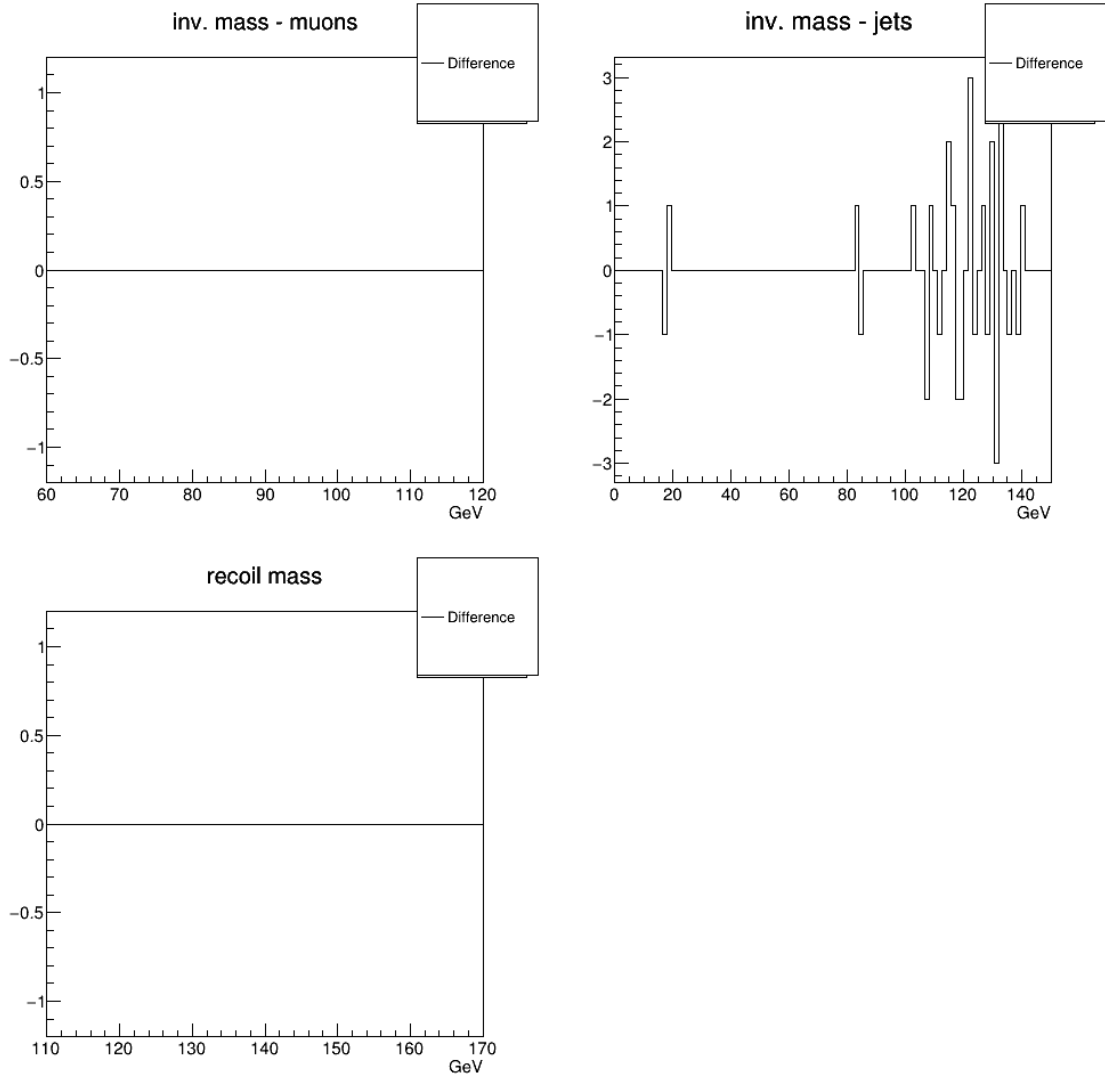 inv. mass - muons
Difference
1
0.5
0
−0.5
−1
60 70 80 90 100 110 120
GeV
inv. mass - jets
Difference
3
2
1
0
−1
−2
−3
0 20 40 60 80 100 120 140
GeV
recoil mass
Difference
1
0.5
0
−0.5
−1
110 120 130 140 150 160 170
GeV